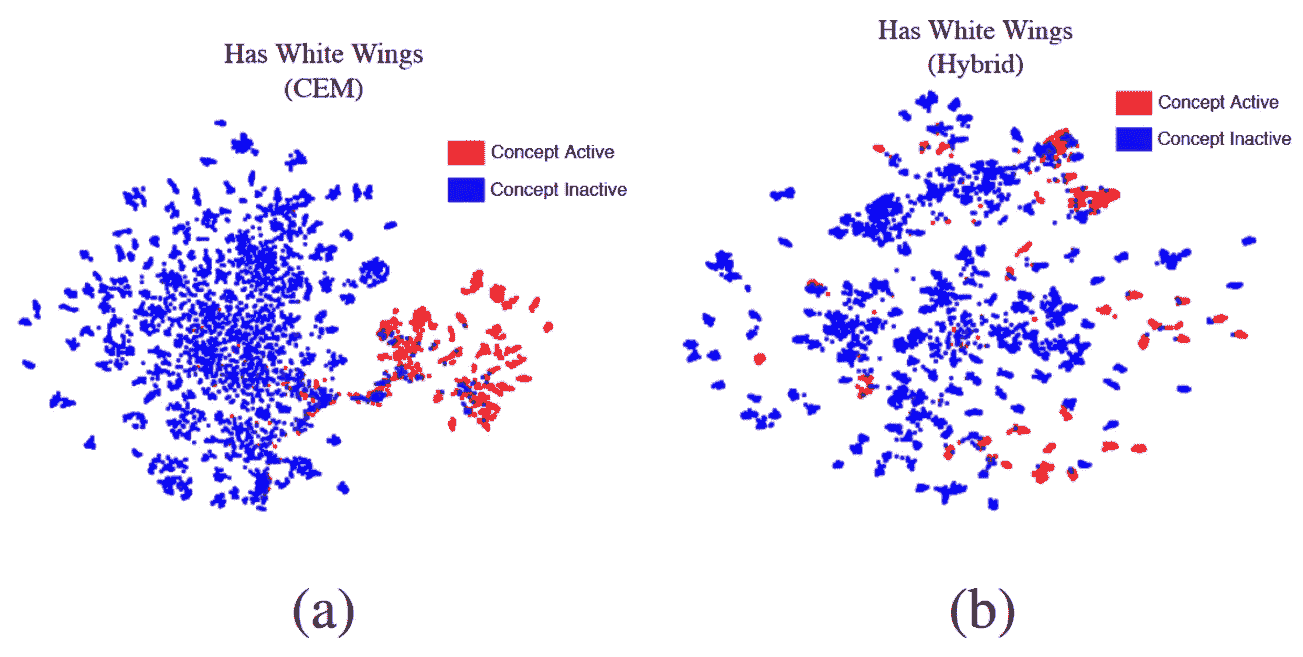 Has White Wings
(CEM)
Concept Active
Concept Inactive
(a)
Has White Wings
(Hybrid)
Concept Active
Concept Inactive
(b)